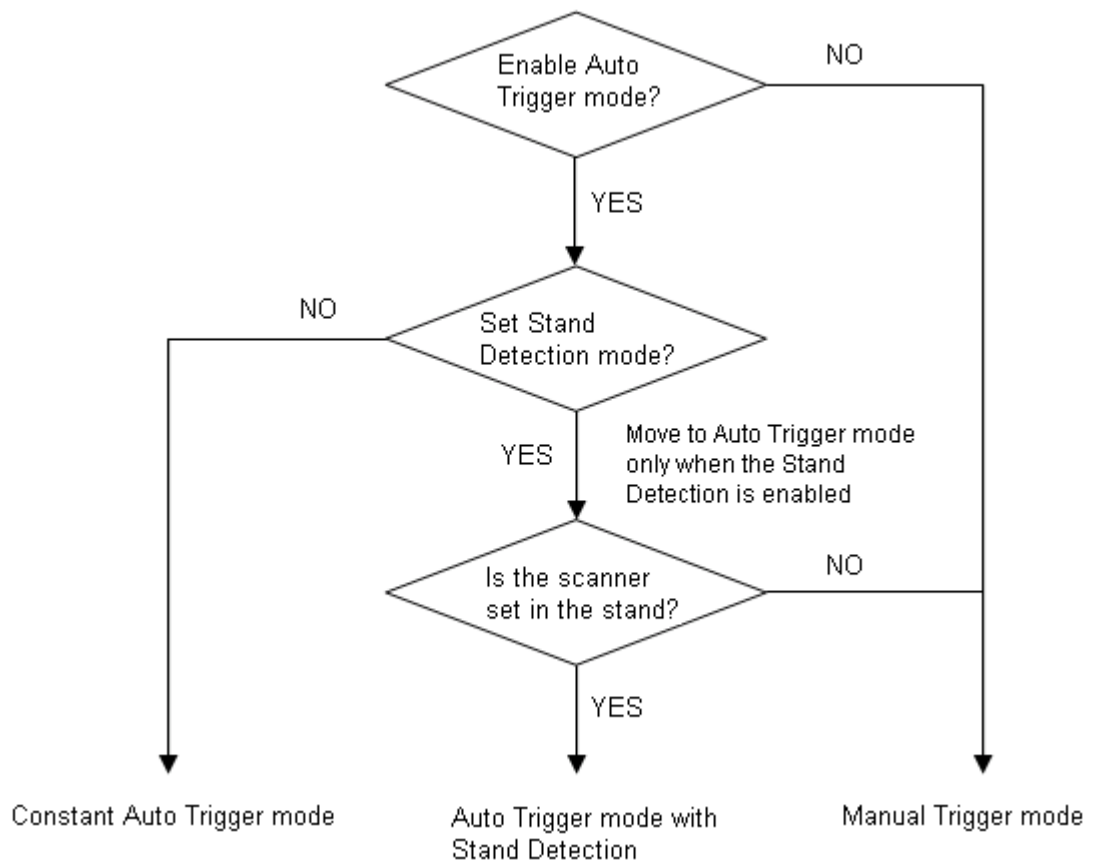 Enable Auto
Trigger mode?
NO
YES
NO
Set Stand
Detection mode?
YES
Move to Auto Trigger mode
only when the Stand
Detection is enabled
Is the scanner
set in the stand?
NO
YES
Constant Auto Trigger mode
Auto Trigger mode with
Stand Detection
Manual Trigger mode